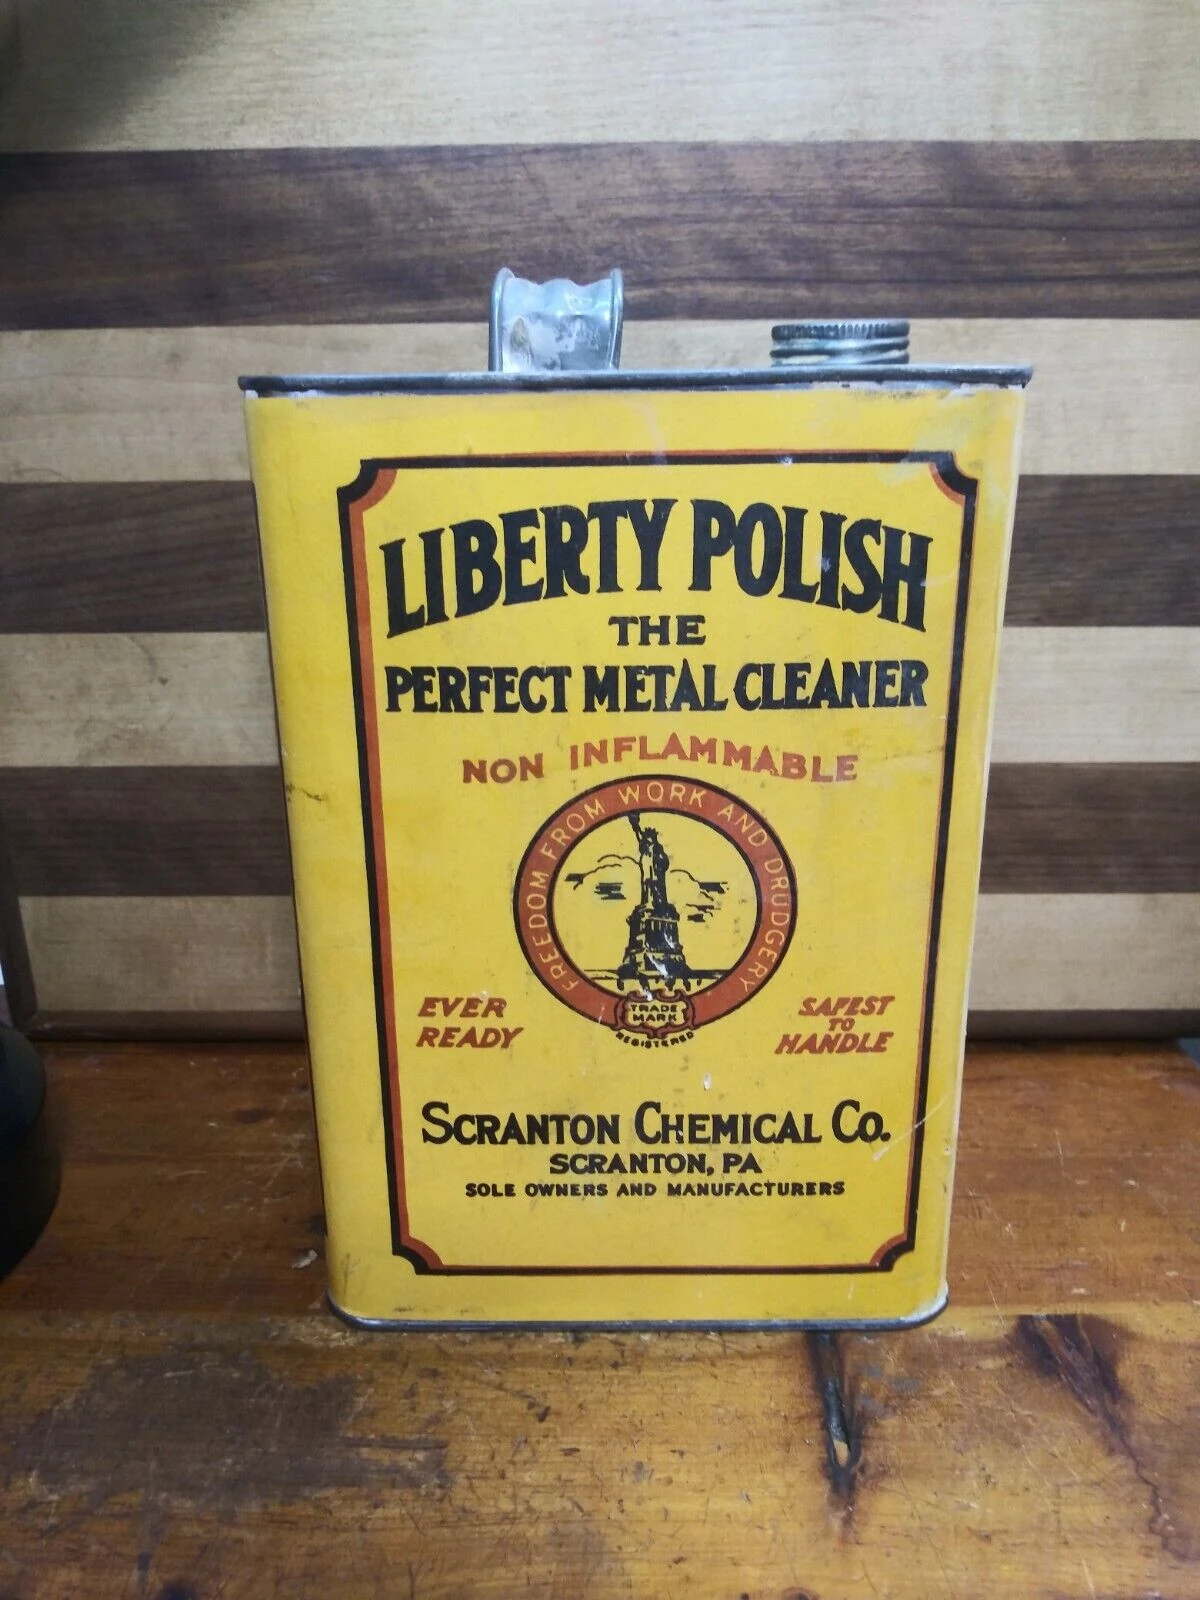 LIBERTY POLISH
THE
PERFECT METAL CLEANER
NON INFLAMMABLE
FREEDOM FROM WORK AND DRUDGERY
TRADE
MARK
REGISTERED
EVER
READY
SAFEST
TO
HANDLE
SCRANTON CHEMICAL CO.
SCRANTON, PA
SOLE OWNERS AND MANUFACTURERS